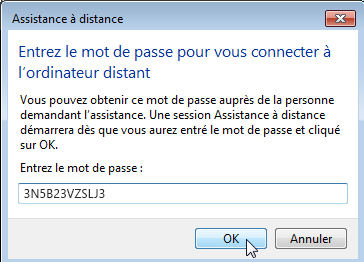 Assistance à distance
Entrez le mot de passe pour vous connecter à
l'ordinateur distant
Vous pouvez obtenir ce mot de passe auprès de la personne
demandant l'assistance. Une session Assistance à distance
démarrera dès que vous aurez entré le mot de passe et cliqué
sur OK.
Entrez le mot de passe :
3N5B23VZSLJ3
OK
Annuler